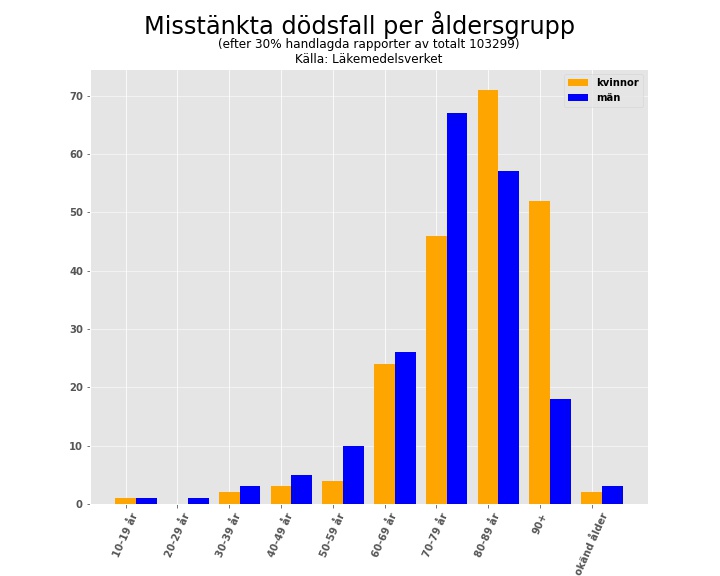 Misstänkta dödsfall per åldersgrupp
(efter 30% handlagda rapporter av totalt 103299)
Källa: Läkemedelsverket
kvinnor
män
70
60
50
40
30
20
10
0
10-19 år
20-29 år
30-39 år
40-49 år
50-59 år
60-69 år
70-79 år
80-89 år
90+
okänd ålder